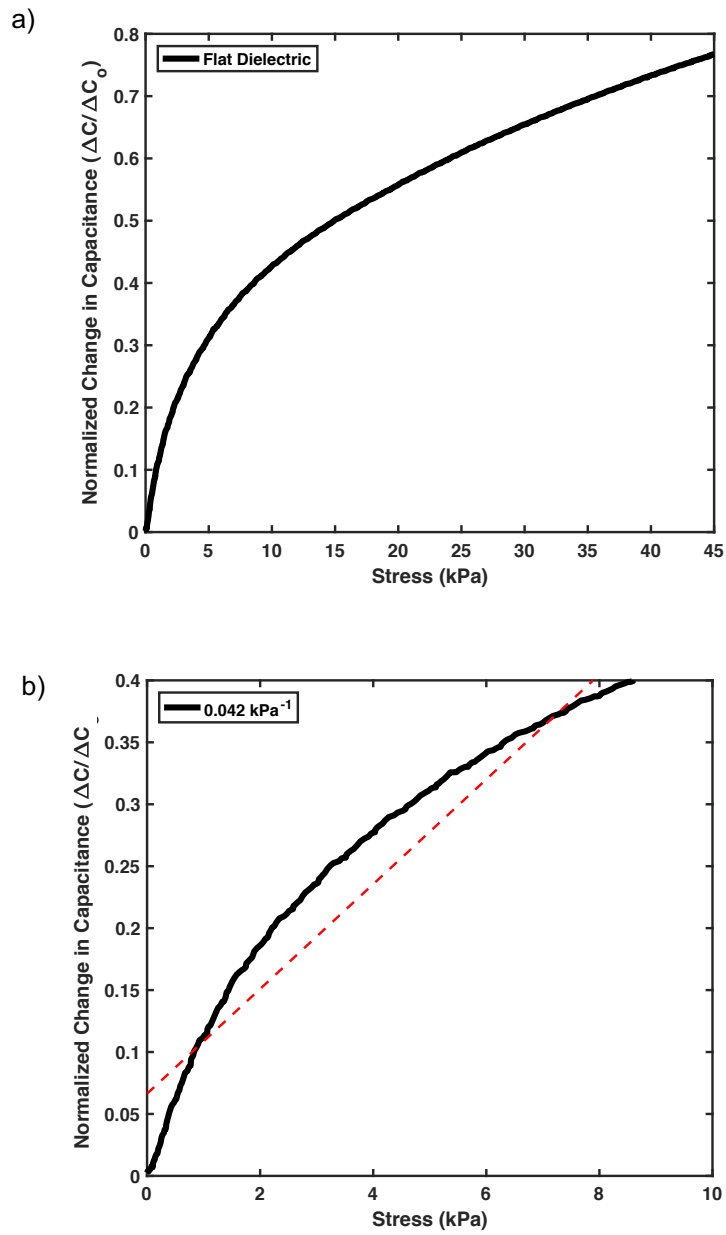 a)
0.8
Flat Dielectric
0.7
0.6
0.5
0.4
0.3
0.2
0.1
0
Normalized Change in Capacitance (ΔC/ΔCo)
0 5 10 15 20 25 30 35 40 45
Stress (kPa)
b)
0.4
0.042 kPa-1
0.35
0.3
0.25
0.2
0.15
0.1
0.05
0
Normalized Change in Capacitance (ΔC/ΔC
0 2 4 6 8 10
Stress (kPa)